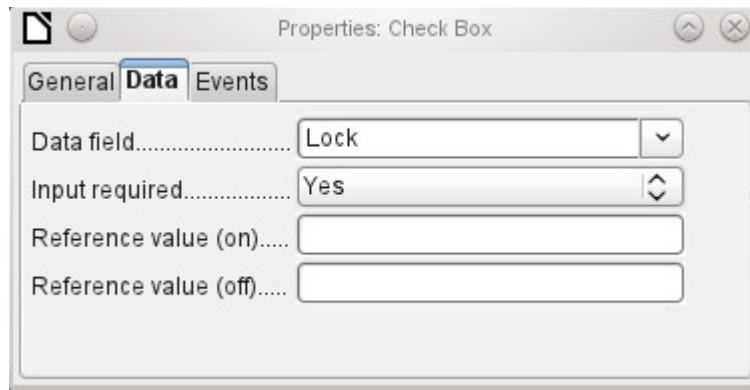 Properties: Check Box
General Data Events
Data field......................... Lock
Input required................. Yes
Reference value (on)..... 
Reference value (off).....